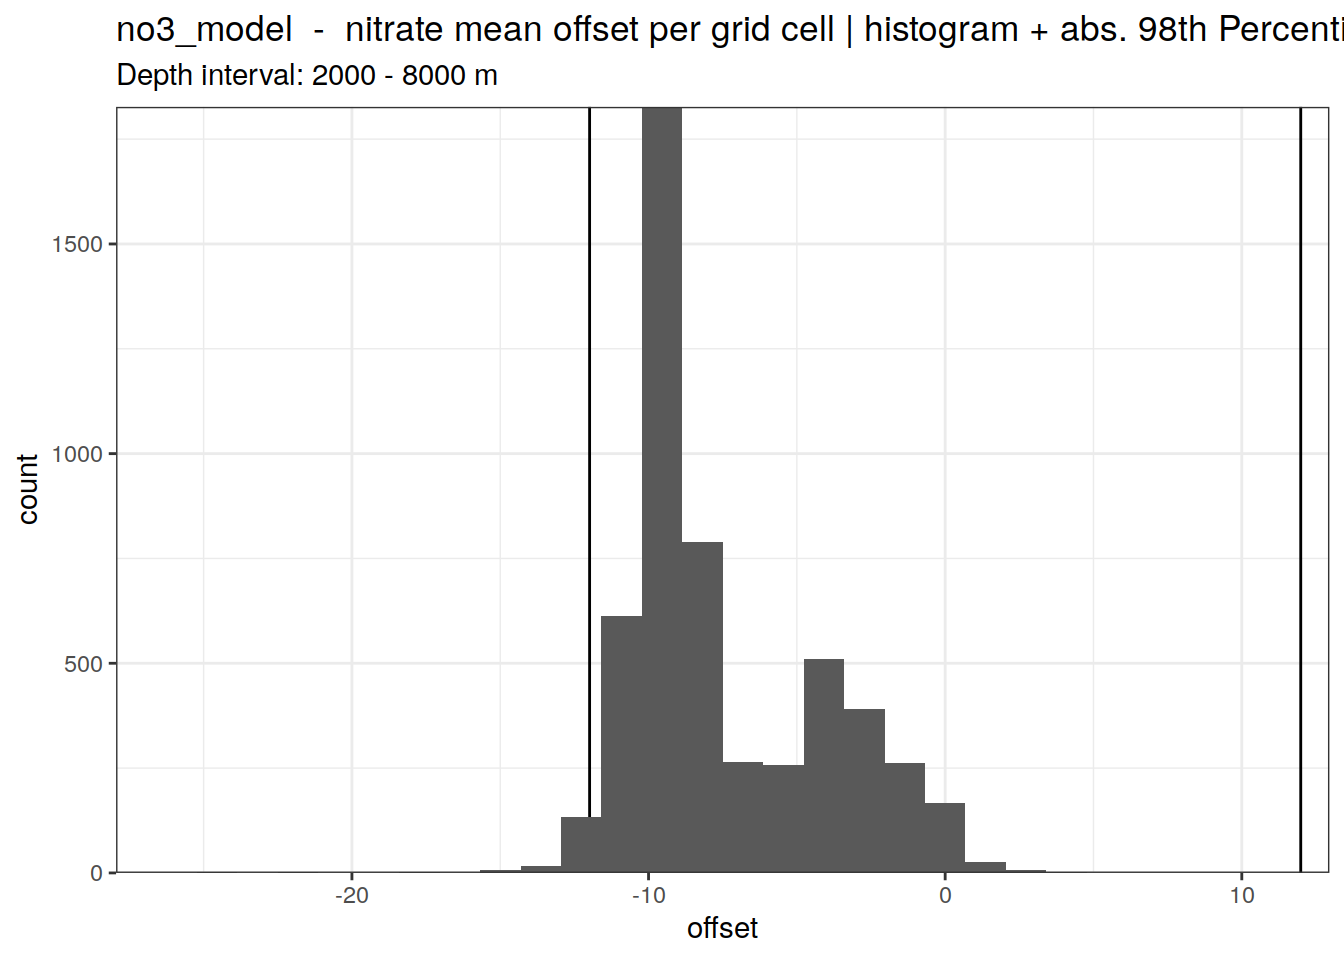 no3_model - nitrate mean offset per grid cell | histogram + abs. 98th Percenti
Depth interval: 2000 - 8000 m
1500
1000
500
0
count
-20 -10 0 10
offset